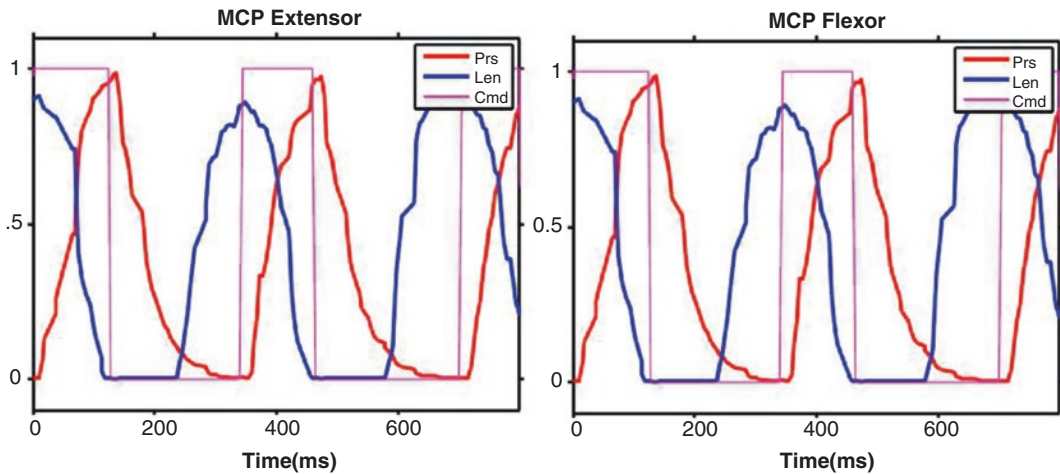 MCP Extensor
Prs
Len
Cmd
1
.5
0
0
200
400
600
Time(ms)
MCP Flexor
Prs
Len
Cmd
1
0.5
0
0
200
400
600
Time(ms)